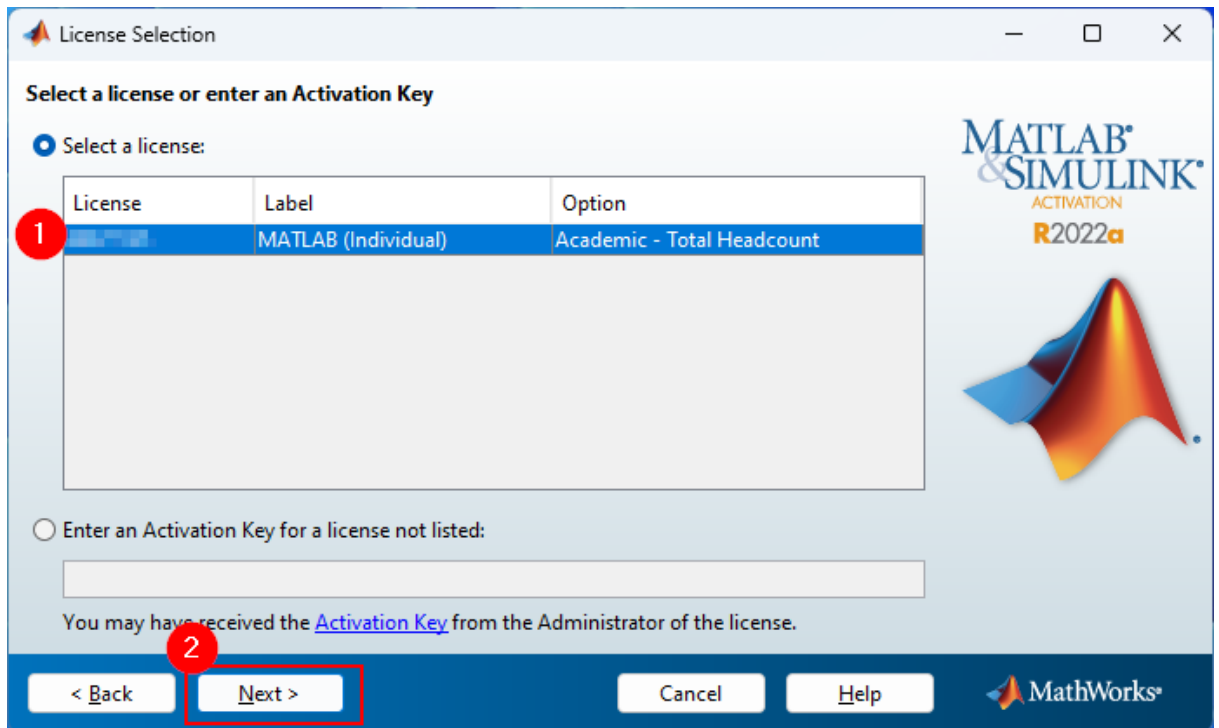 License Selection
Select a license or enter an Activation Key
Select a license:
License Label Option
1 MATLAB (Individual) Academic - Total Headcount
MATLAB®
&SIMULINK®
ACTIVATION
R2022a
Enter an Activation Key for a license not listed:
You may have received the Activation Key from the Administrator of the license.
2
< Back Next > Cancel Help MathWorks®